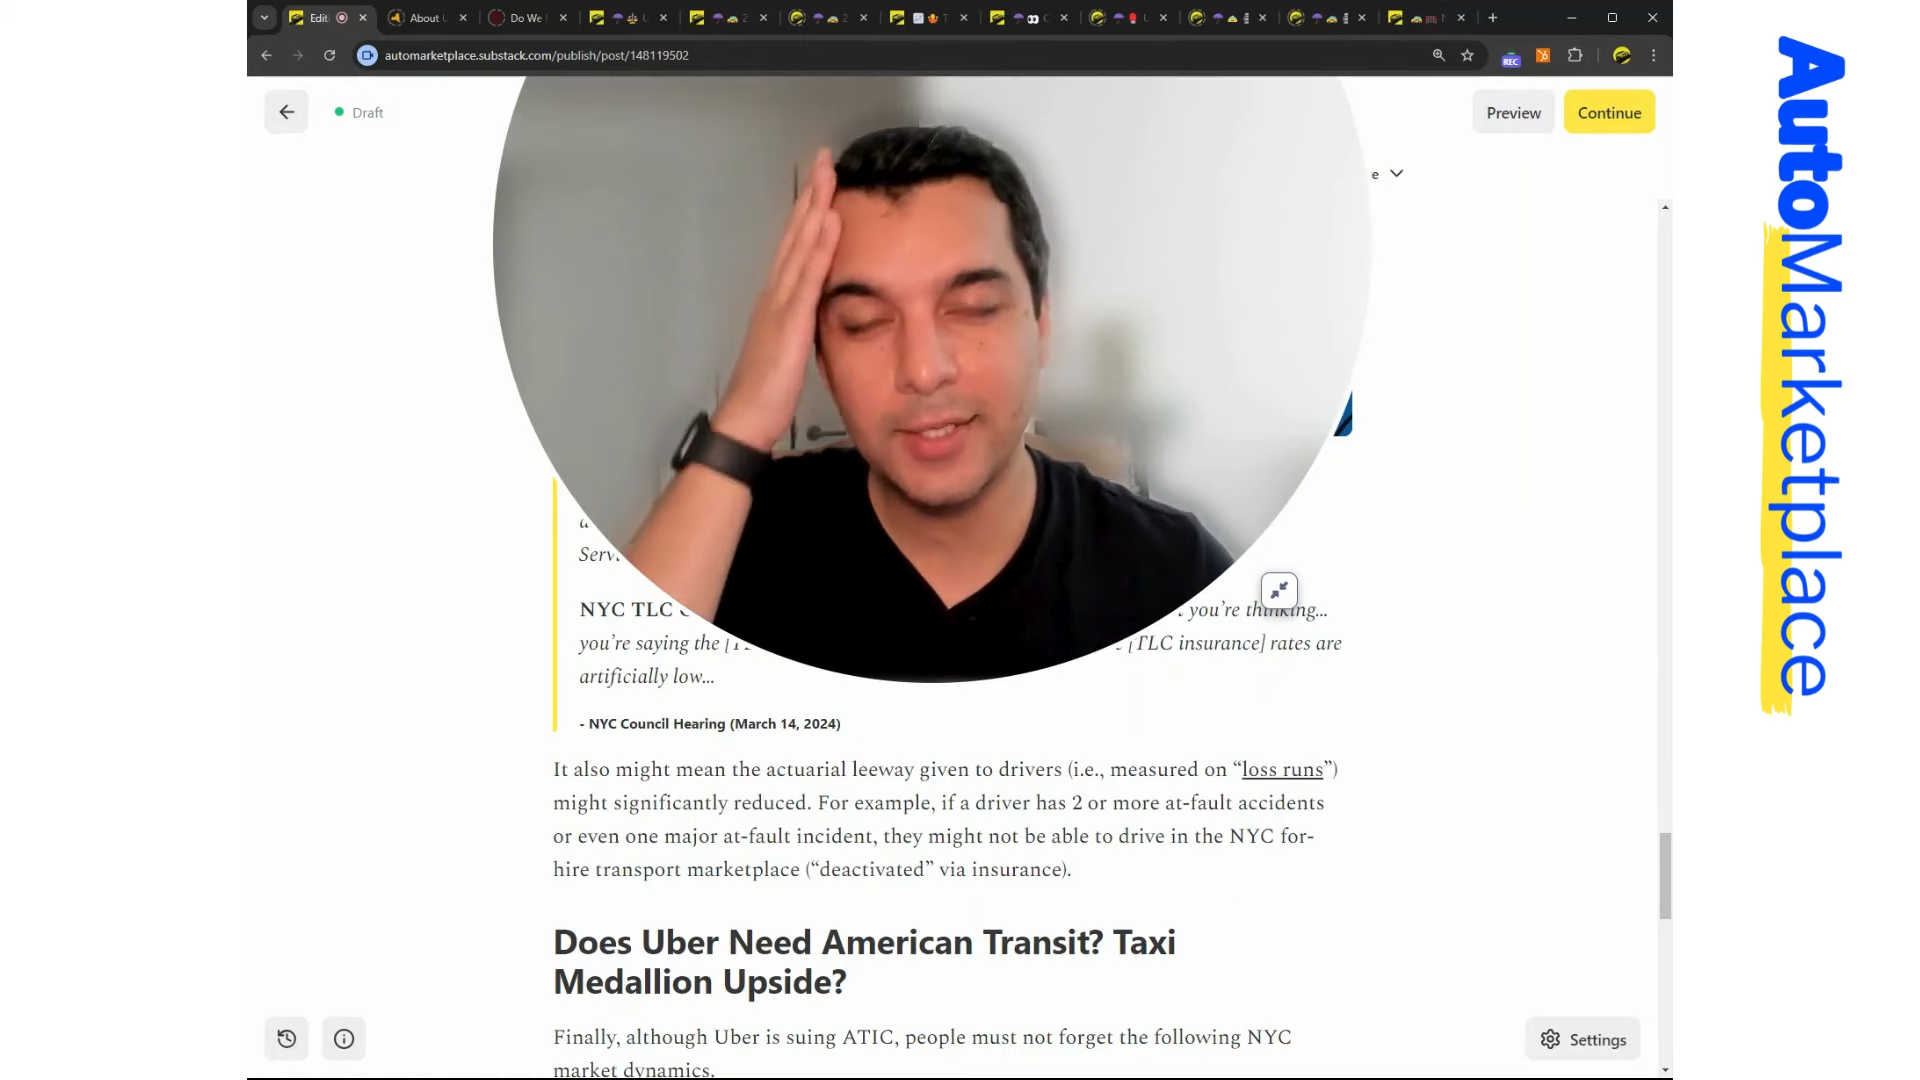 Edit
About
Do We
automarketplace.substack.com/publish/post/148119502
REC
Draft
Preview
Continue
e
AutoMarketplace
Serv
NYC TLC
you're thinking...
you're saying the
[TLC insurance] rates are
artificially low...
- NYC Council Hearing (March 14, 2024)
It also might mean the actuarial leeway given to drivers (i.e., measured on “loss runs”)
might significantly reduced. For example, if a driver has 2 or more at-fault accidents
or even one major at-fault incident, they might not be able to drive in the NYC for-
hire transport marketplace (“deactivated” via insurance).
Does Uber Need American Transit? Taxi
Medallion Upside?
Finally, although Uber is suing ATIC, people must not forget the following NYC
market dynamics.
Settings